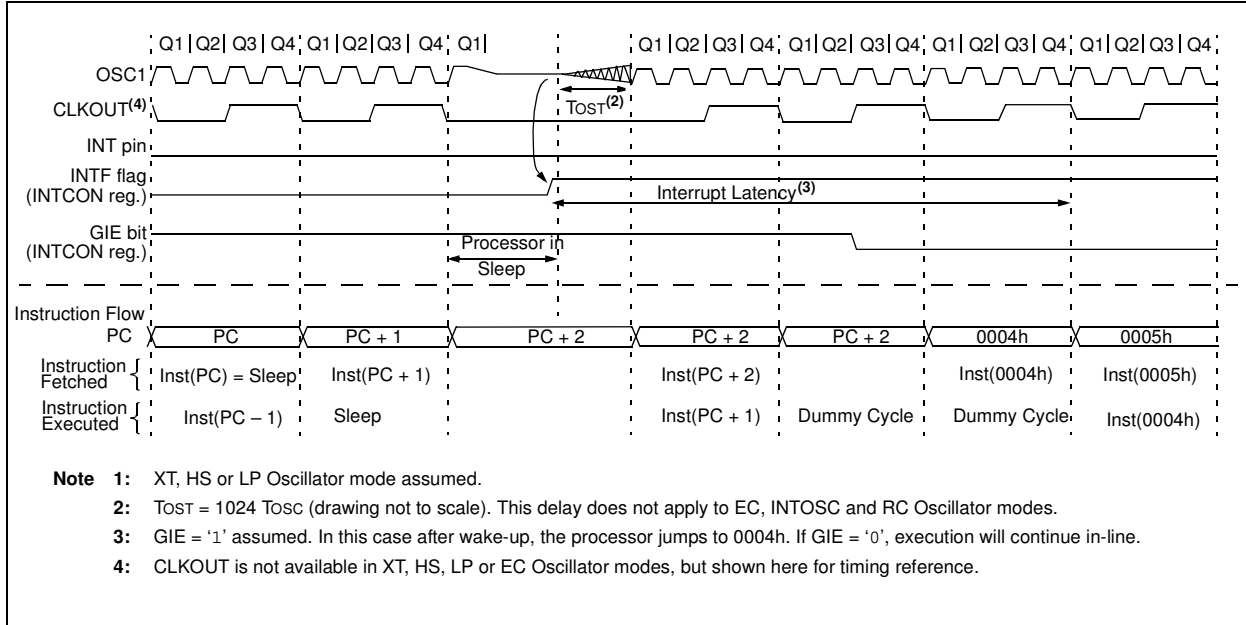 Q1 | Q2 | Q3 | Q4 | Q1 | Q2 | Q3 | Q4 | Q1 | Q1 | Q2 | Q3 | Q4 | Q1 | Q2 | Q3 | Q4 | Q1 | Q2 | Q3 | Q4 | Q1 | Q2 | Q3 | Q4
OSC1
TOST(2)
CLKOUT(4)
INT pin
INTF flag
(INTCON reg.)
Interrupt Latency(3)
GIE bit
(INTCON reg.)
Processor in
Sleep
Instruction Flow
PC PC PC + 1 PC + 2 PC + 2 PC + 2 0004h 0005h
Instruction
Fetched { Inst(PC) = Sleep Inst(PC + 1) Inst(PC + 2) Inst(0004h) Inst(0005h)
Instruction
Executed { Inst(PC – 1) Sleep Inst(PC + 1) Dummy Cycle Dummy Cycle Inst(0004h)
Note 1: XT, HS or LP Oscillator mode assumed.
2: TOST = 1024 TOSC (drawing not to scale). This delay does not apply to EC, INTOSC and RC Oscillator modes.
3: GIE = ‘1’ assumed. In this case after wake-up, the processor jumps to 0004h. If GIE = ‘0’, execution will continue in-line.
4: CLKOUT is not available in XT, HS, LP or EC Oscillator modes, but shown here for timing reference.